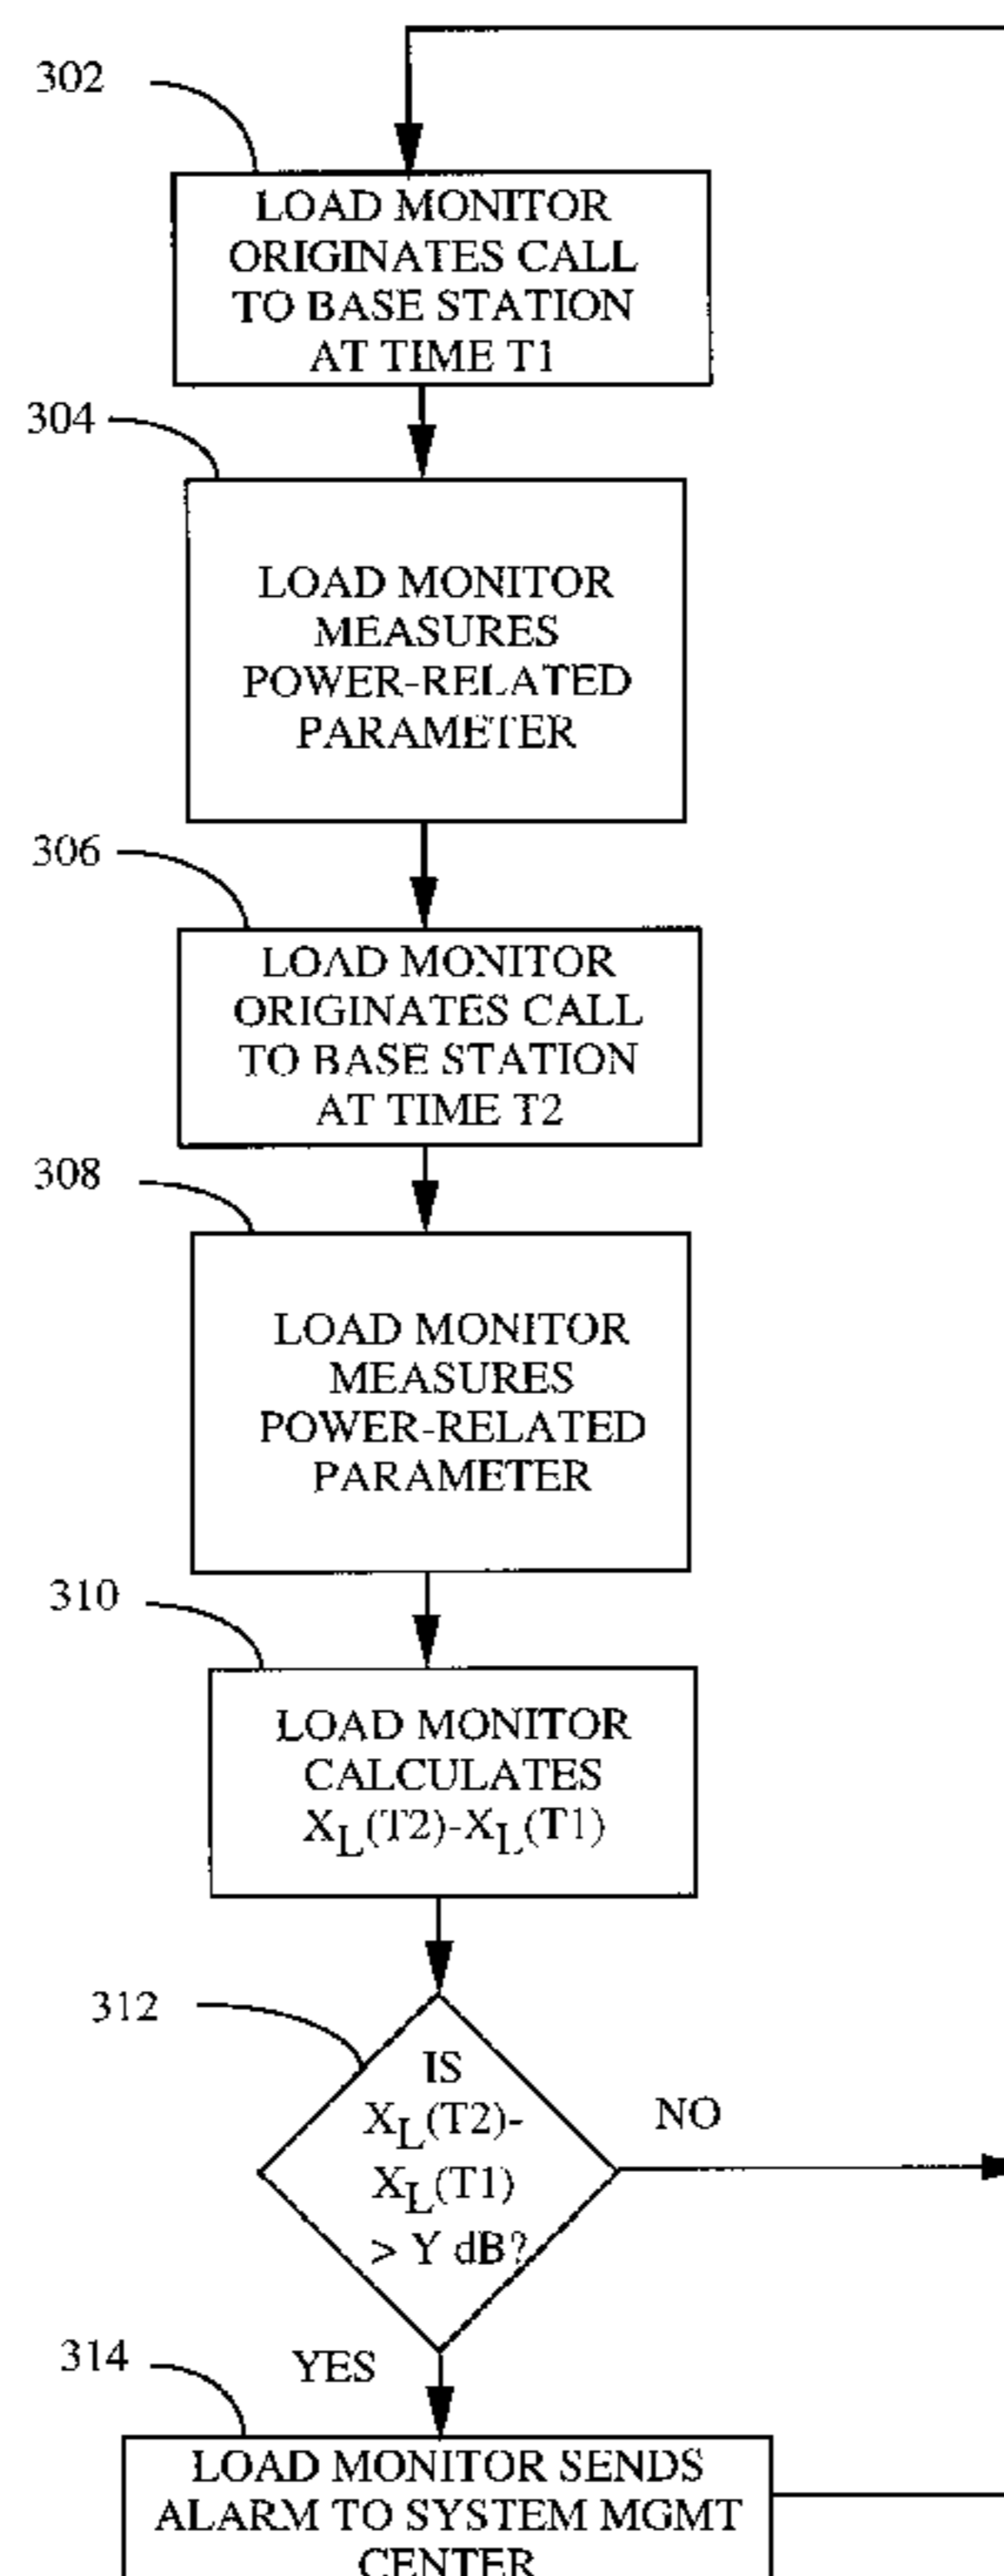 302
LOAD MONITOR
ORIGINATES CALL
TO BASE STATION
AT TIME T1
304
LOAD MONITOR
MEASURES
POWER-RELATED
PARAMETER
306
LOAD MONITOR
ORIGINATES CALL
TO BASE STATION
AT TIME T2
308
LOAD MONITOR
MEASURES
POWER-RELATED
PARAMETER
310
LOAD MONITOR
CALCULATES
XL(T2)-XL(T1)
312
IS
XL(T2)-
XL(T1)
> Y dB?
NO
YES
314
LOAD MONITOR SENDS
ALARM TO SYSTEM MGMT
CENTER